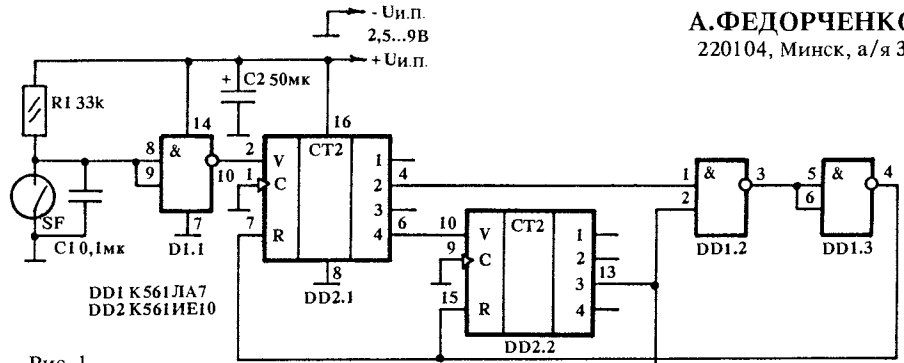 - Uи.п.
2,5...9В
+ Uи.п.
А.ФЕДОРЧЕНКО
220104, Минск, а/я 3
R1 33k
+ C2 50мк
14
16
8
9
&
10
7
D1.1
SF
C1 0,1мк
2
1
7
V
C
R
CT2
1
2
3
4
4
6
8
DD2.1
10
9
15
V
C
R
CT2
1
2
3
4
13
DD2.2
1
2
&
3
DD1.2
5
6
&
4
DD1.3
DD1 К561ЛА7
DD2 К561ИЕ10
Рис. 1